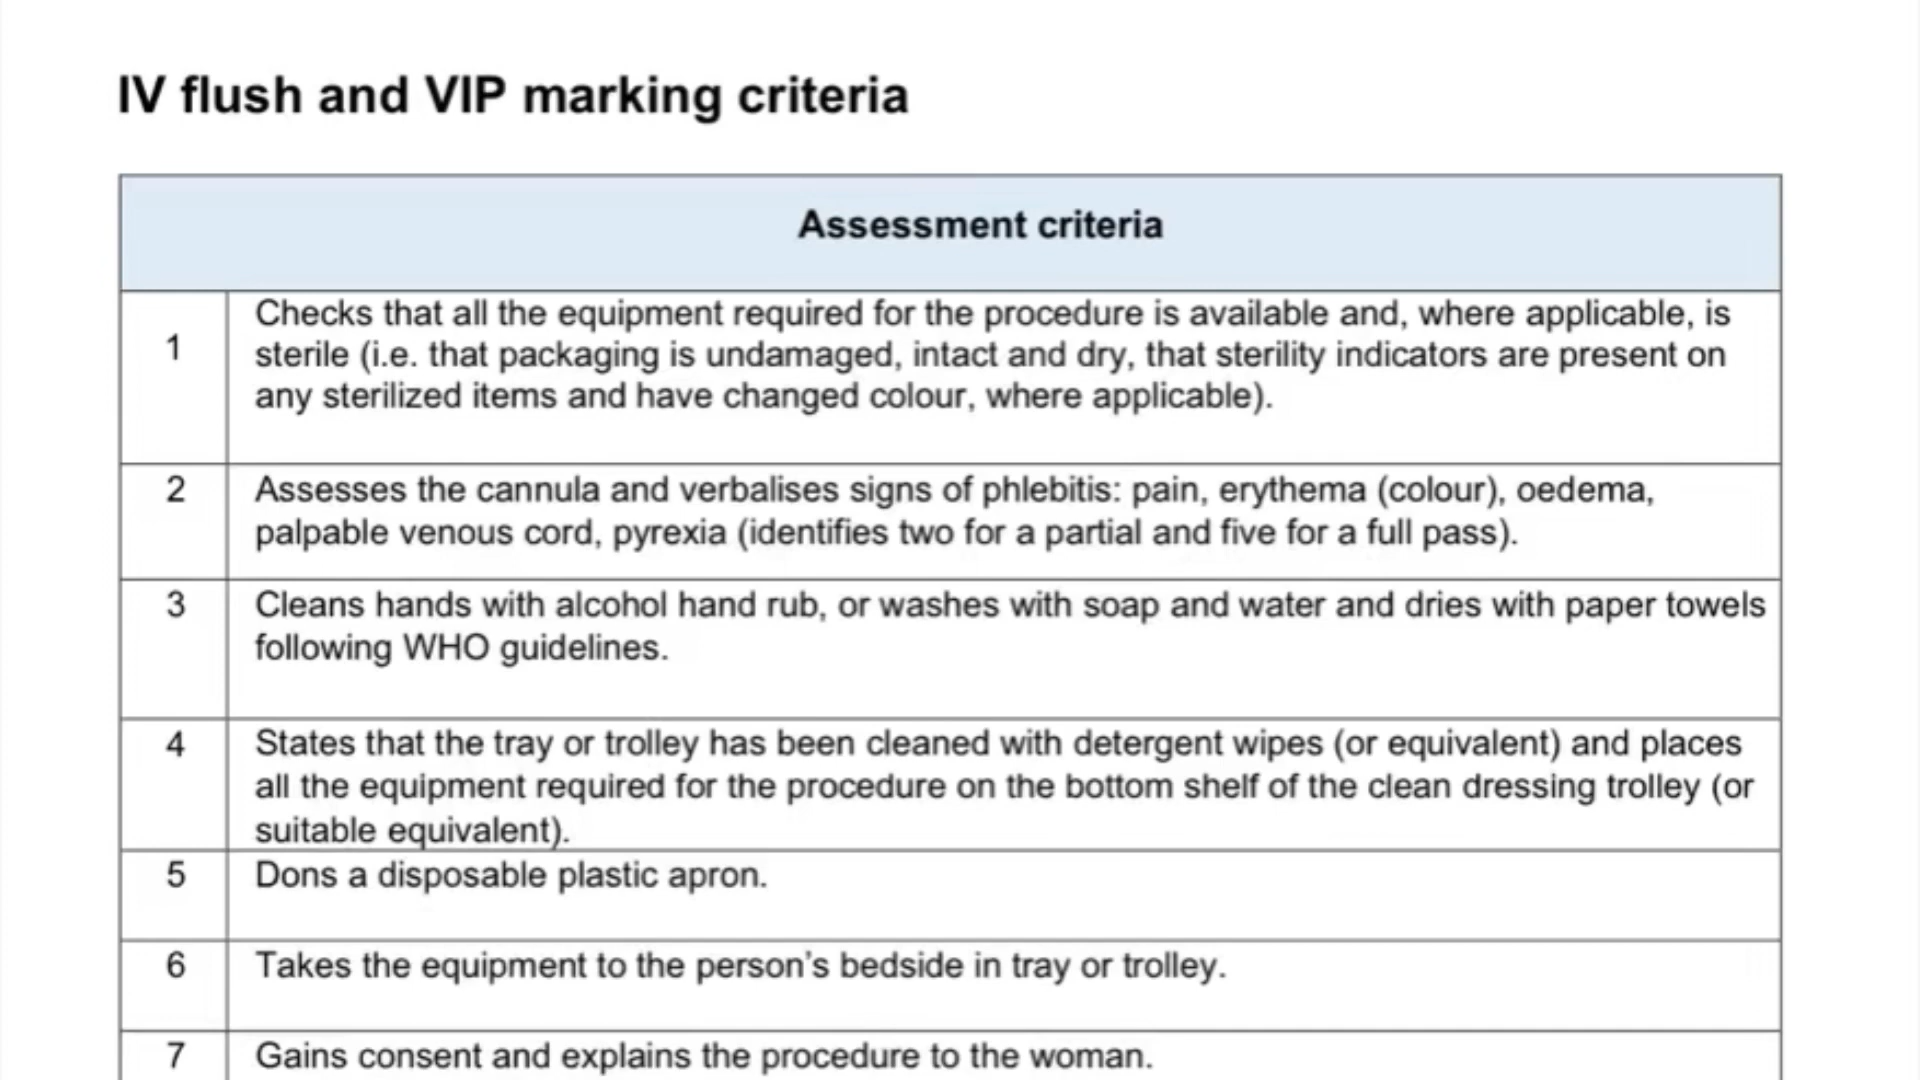 IV flush and VIP marking criteria
Assessment criteria
1
Checks that all the equipment required for the procedure is available and, where applicable, is
sterile (i.e. that packaging is undamaged, intact and dry, that sterility indicators are present on
any sterilized items and have changed colour, where applicable).
2
Assesses the cannula and verbalises signs of phlebitis: pain, erythema (colour), oedema,
palpable venous cord, pyrexia (identifies two for a partial and five for a full pass).
3
Cleans hands with alcohol hand rub, or washes with soap and water and dries with paper towels
following WHO guidelines.
4
States that the tray or trolley has been cleaned with detergent wipes (or equivalent) and places
all the equipment required for the procedure on the bottom shelf of the clean dressing trolley (or
suitable equivalent).
5
Dons a disposable plastic apron.
6
Takes the equipment to the person’s bedside in tray or trolley.
7
Gains consent and explains the procedure to the woman.